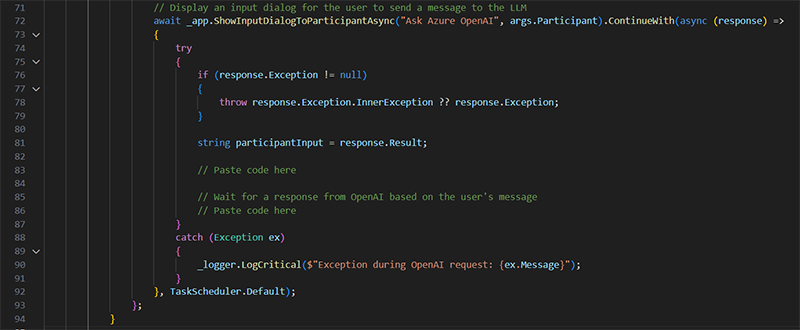 71 // Display an input dialog for the user to send a message to the LLM
72 await _app.ShowInputDialogToParticipantAsync("Ask Azure OpenAI", args.Participant).ContinueWith(async (response) =>
73 {
74 try
75 {
76 if (response.Exception != null)
77 {
78 throw response.Exception.InnerException ?? response.Exception;
79 }
80
81 string participantInput = response.Result;
82
83 // Paste code here
84
85 // Wait for a response from OpenAI based on the user's message
86 // Paste code here
87 }
88 catch (Exception ex)
89 {
90 _logger.LogCritical($"Exception during OpenAI request: {ex.Message}");
91 }
92 }, TaskScheduler.Default);
93 };
94 }